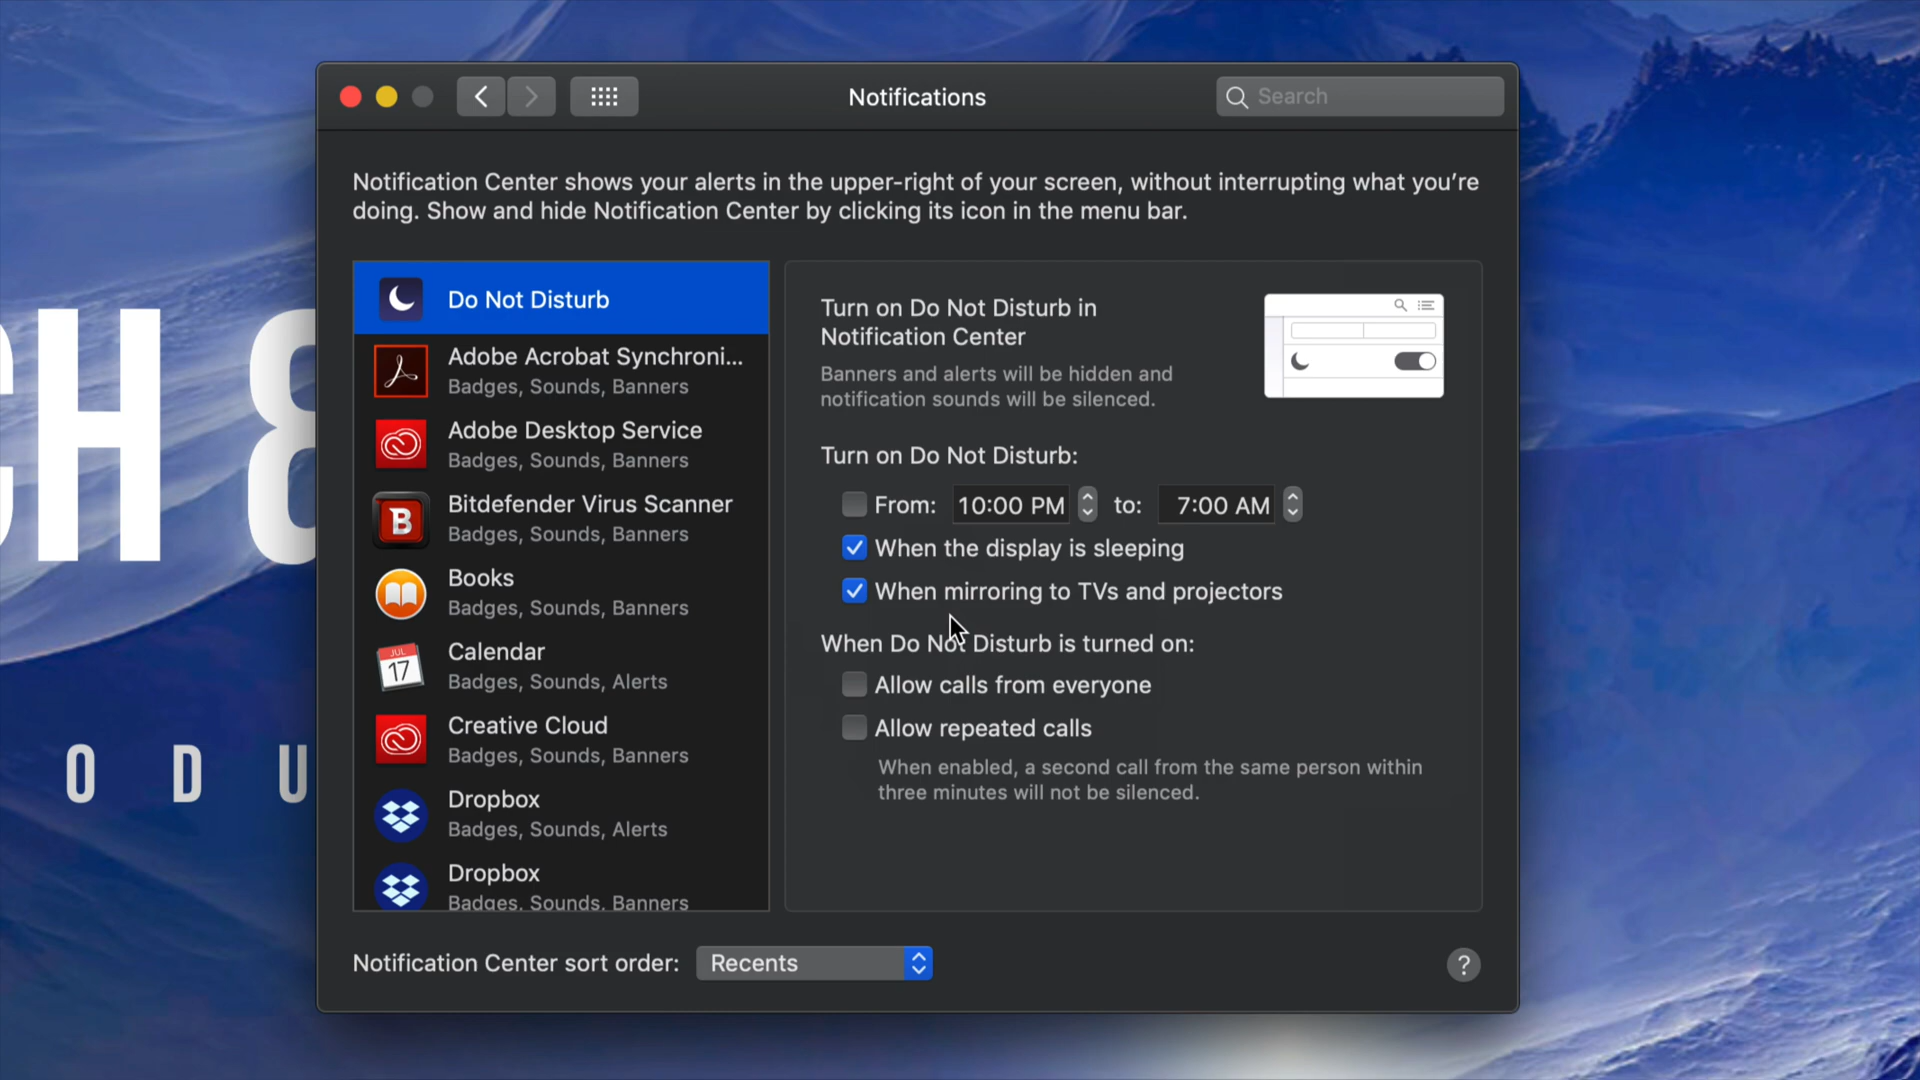 Notifications
Search
Notification Center shows your alerts in the upper-right of your screen, without interrupting what you’re
doing. Show and hide Notification Center by clicking its icon in the menu bar.
Do Not Disturb
Adobe Acrobat Synchroni...
Badges, Sounds, Banners
Adobe Desktop Service
Badges, Sounds, Banners
B
Bitdefender Virus Scanner
Badges, Sounds, Banners
Books
Badges, Sounds, Banners
JUL
17
Calendar
Badges, Sounds, Alerts
Creative Cloud
Badges, Sounds, Banners
Dropbox
Badges, Sounds, Alerts
Dropbox
Badges, Sounds, Banners
Turn on Do Not Disturb in
Notification Center
Banners and alerts will be hidden and
notification sounds will be silenced.
Turn on Do Not Disturb:
From: 10:00 PM to: 7:00 AM
When the display is sleeping
When mirroring to TVs and projectors
When Do Not Disturb is turned on:
Allow calls from everyone
Allow repeated calls
When enabled, a second call from the same person within
three minutes will not be silenced.
Notification Center sort order: Recents
?
H 8
O D U